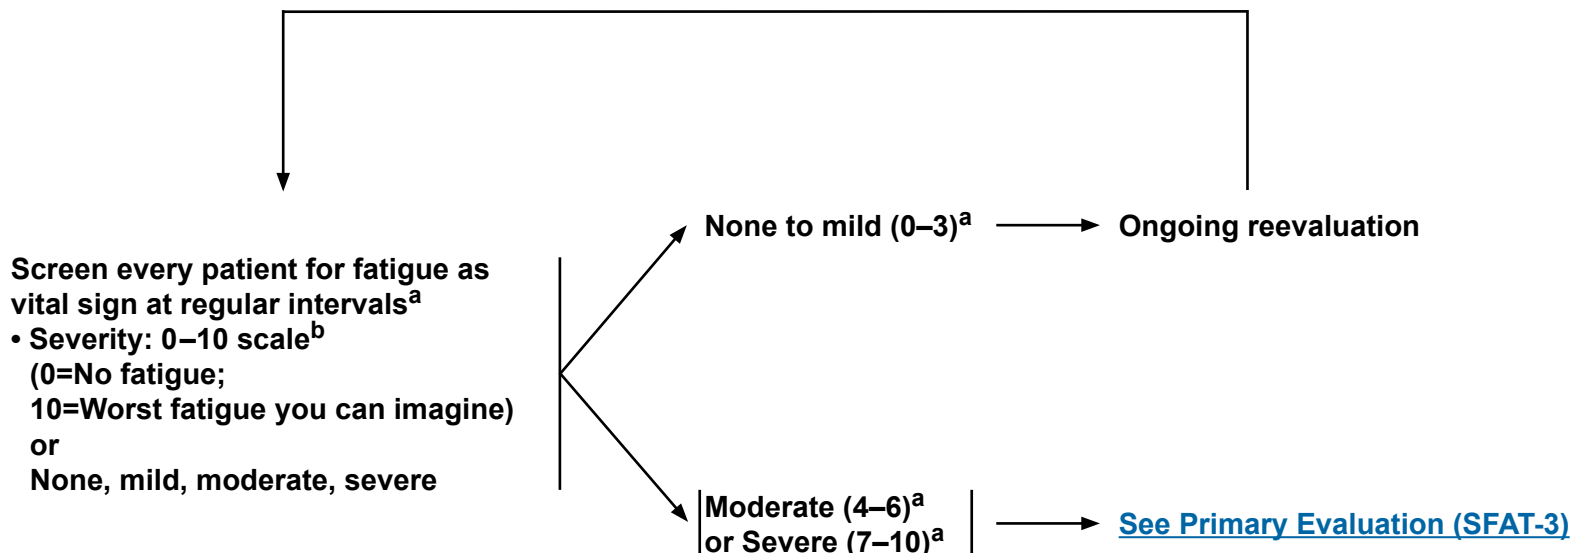 None to mild (0–3)ᵃ
Ongoing reevaluation
Screen every patient for fatigue as
vital sign at regular intervalsᵃ
• Severity: 0–10 scaleᵇ
(0=No fatigue;
10=Worst fatigue you can imagine)
or
None, mild, moderate, severe
Moderate (4–6)ᵃ
or Severe (7–10)ᵃ
See Primary Evaluation (SFAT-3)